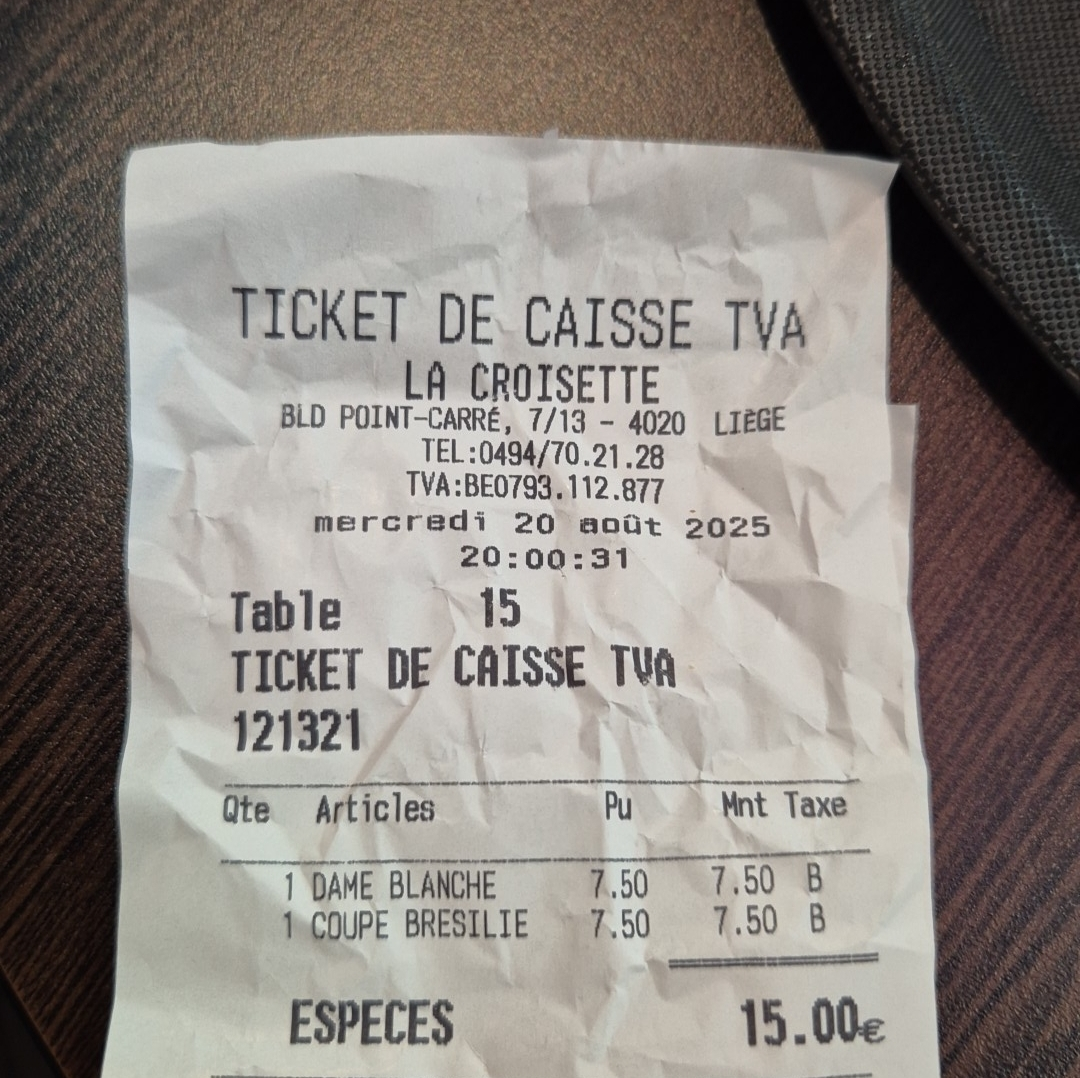 TICKET DE CAISSE TVA
LA CROISETTE
BLD POINT-CARRÉ, 7/13 - 4020 LIèGE
TEL:0494/70.21.28
TVA:BE0793.112.877
mercredi 20 août 2025
20:00:31
Table 15
TICKET DE CAISSE TVA
121321
Qte Articles Pu Mnt Taxe
1 DAME BLANCHE 7.50 7.50 B
1 COUPE BRESILIE 7.50 7.50 B
ESPECES 15.00€